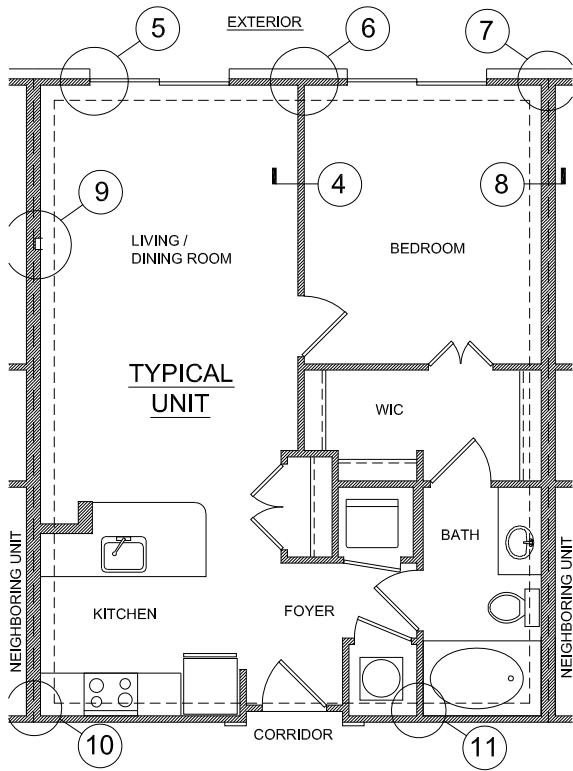 EXTERIOR
5
6
7
9
4
8
LIVING /
DINING ROOM
BEDROOM
TYPICAL
UNIT
WIC
BATH
NEIGHBORING UNIT
NEIGHBORING UNIT
KITCHEN
FOYER
CORRIDOR
10
11